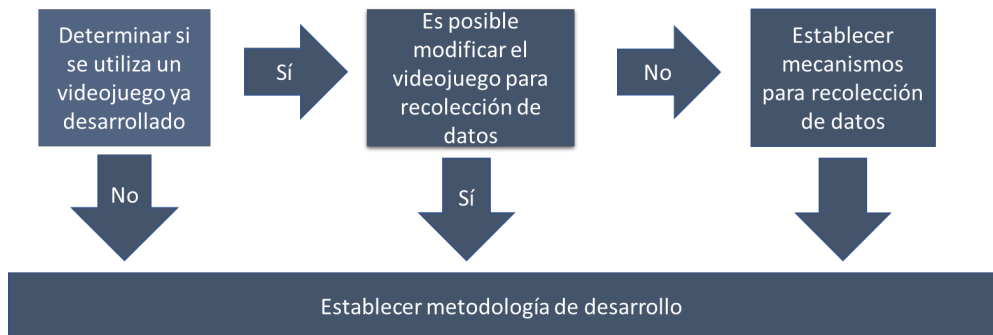 Determinar si
se utiliza un
videojuego ya
desarrollado
Sí
Es posible
modificar el
videojuego para
recolección de
datos
No
Establecer
mecanismos
para recolección
de datos
No
Sí
Establecer metodología de desarrollo